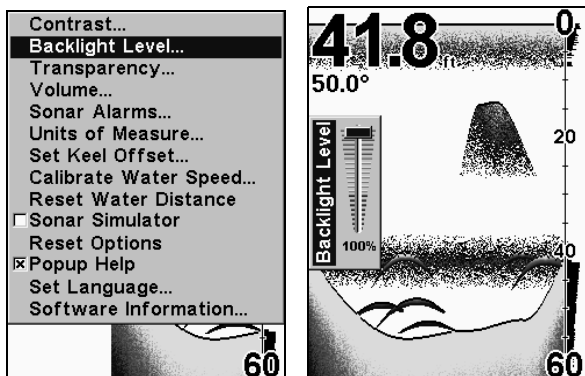 Contrast...
Backlight Level...
Transparency...
Volume...
Sonar Alarms...
Units of Measure...
Set Keel Offset...
Calibrate Water Speed...
Reset Water Distance
Sonar Simulator
Reset Options
Popup Help
Set Language...
Software Information...
60
41.8 ft
50.0°
0
20
Backlight Level
100%
40
60